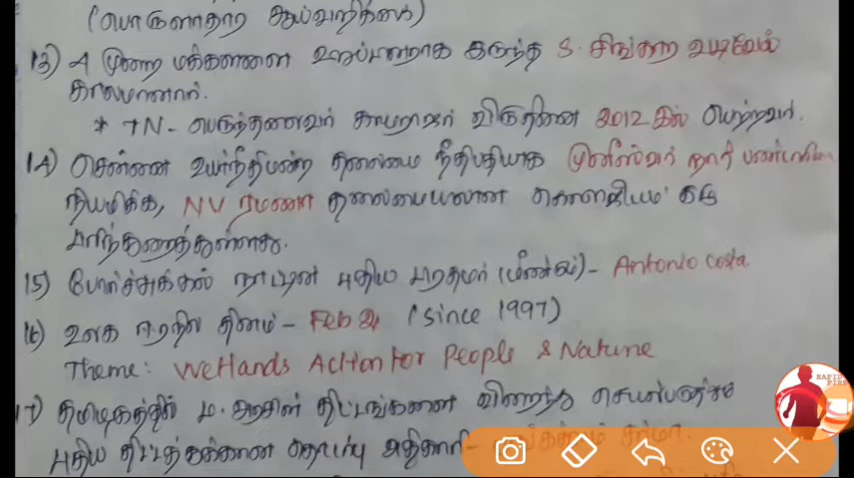 (பொருளாதார ஆய்வறிக்கை)
13) 4 முறை மக்களவை உறுப்பினராக இருந்த S. சிங்கார வடிவேல்
காலமானார்.
* TN - பெருந்தலைவர் காமராஜர் விருதினை 2012 இல் பெற்றவர்.
14) சென்னை உயர்நீதிமன்ற தலைமை நீதிபதியாக முனீஸ்வர் நாத் பண்டாரி
நியமிக்க, NV ரமணா தலைமையிலான கொலிஜியம் குழு
பரிந்துரைத்துள்ளது.
15) போர்ச்சுக்கல் நாட்டின் புதிய பிரதமர் (மீண்டும்) - Antonio Costa
16) உலக ஈரநில தினம் - Feb 2 (Since 1997)
Theme: Wetlands Action For People & Nature
17) தமிழகத்தில் ம. அரசின் திட்டங்களை விரைந்து செயல்படுத்த
புதிய திட்டத்துக்கான தொடர்பு அதிகாரி - சர்மா.